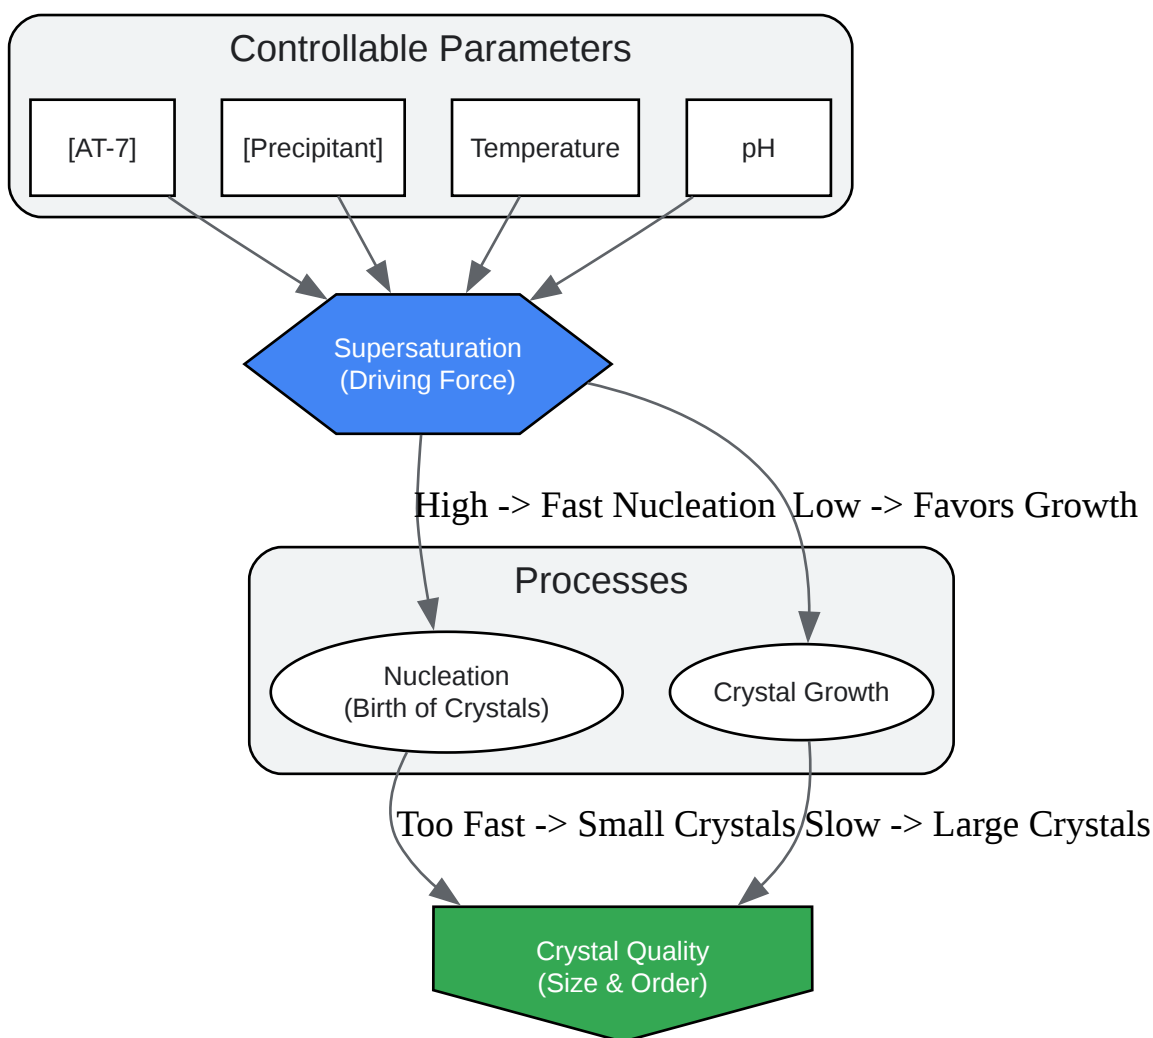 Controllable Parameters
[AT-7]
[Precipitant]
Temperature
pH
Supersaturation
(Driving Force)
High -> Fast Nucleation
Low -> Favors Growth
Processes
Nucleation
(Birth of Crystals)
Crystal Growth
Too Fast -> Small Crystals
Slow -> Large Crystals
Crystal Quality
(Size & Order)